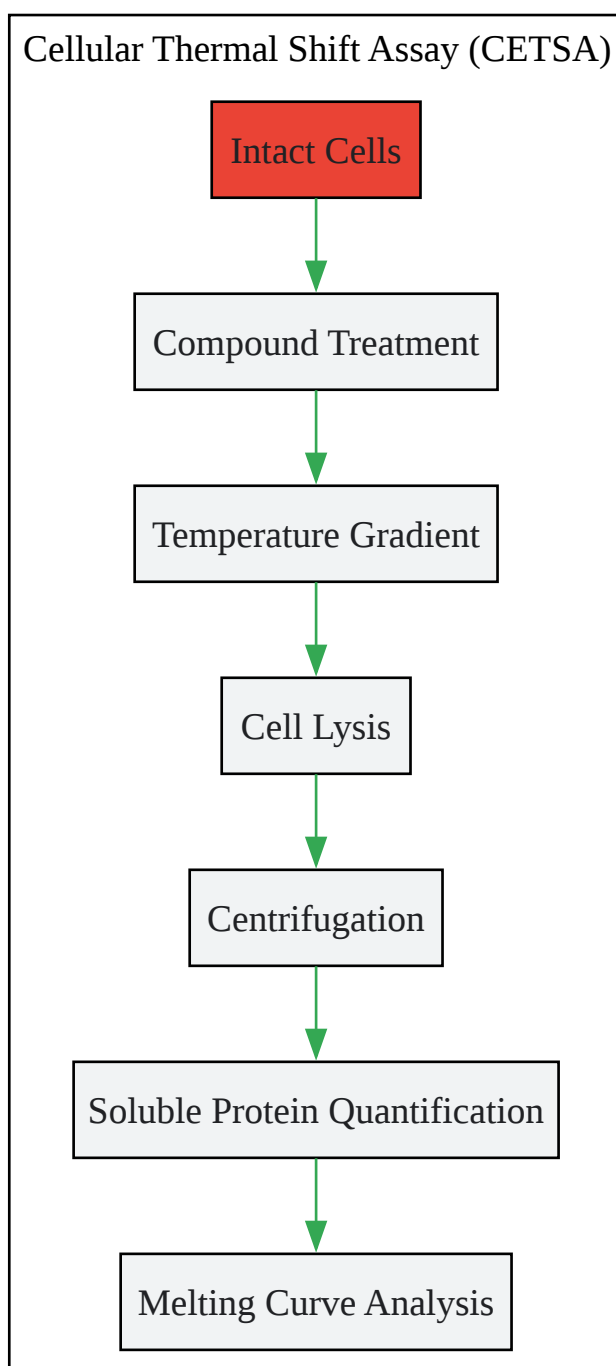 Cellular Thermal Shift Assay (CETSA)
Intact Cells
Compound Treatment
Temperature Gradient
Cell Lysis
Centrifugation
Soluble Protein Quantification
Melting Curve Analysis